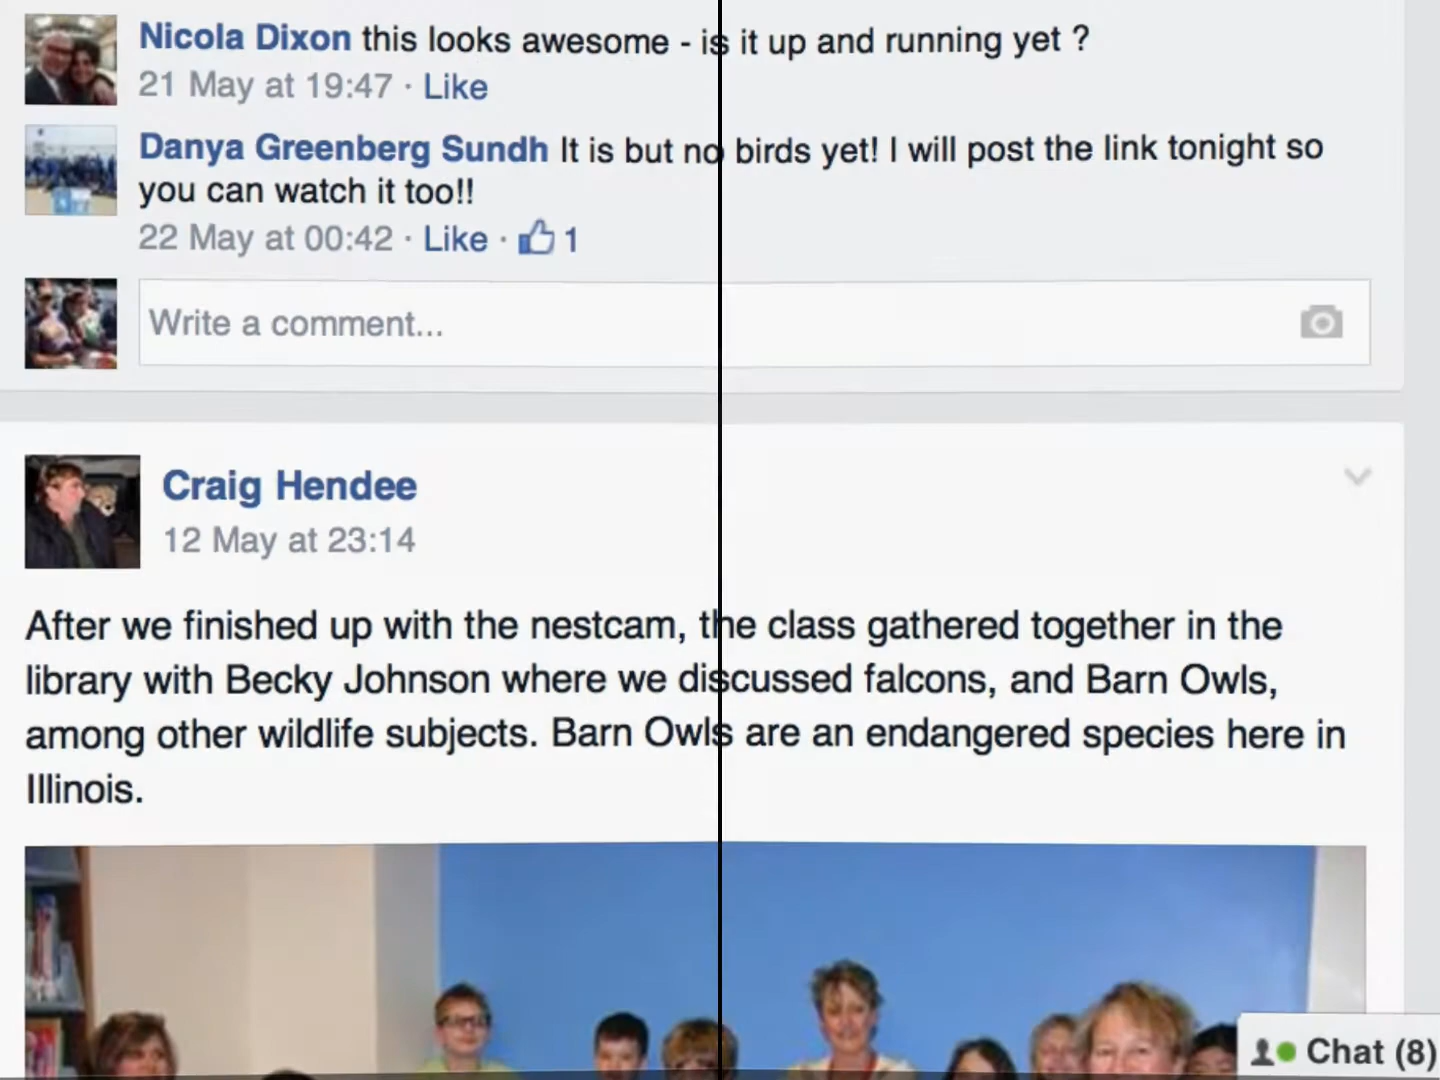 Nicola Dixon this looks awesome - is it up and running yet ?
21 May at 19:47 · Like
Danya Greenberg Sundh It is but no birds yet! I will post the link tonight so
you can watch it too!!
22 May at 00:42 · Like · 1
Write a comment...
Craig Hendee
12 May at 23:14
After we finished up with the nestcam, the class gathered together in the
library with Becky Johnson where we discussed falcons, and Barn Owls,
among other wildlife subjects. Barn Owls are an endangered species here in
Illinois.
Chat (8)